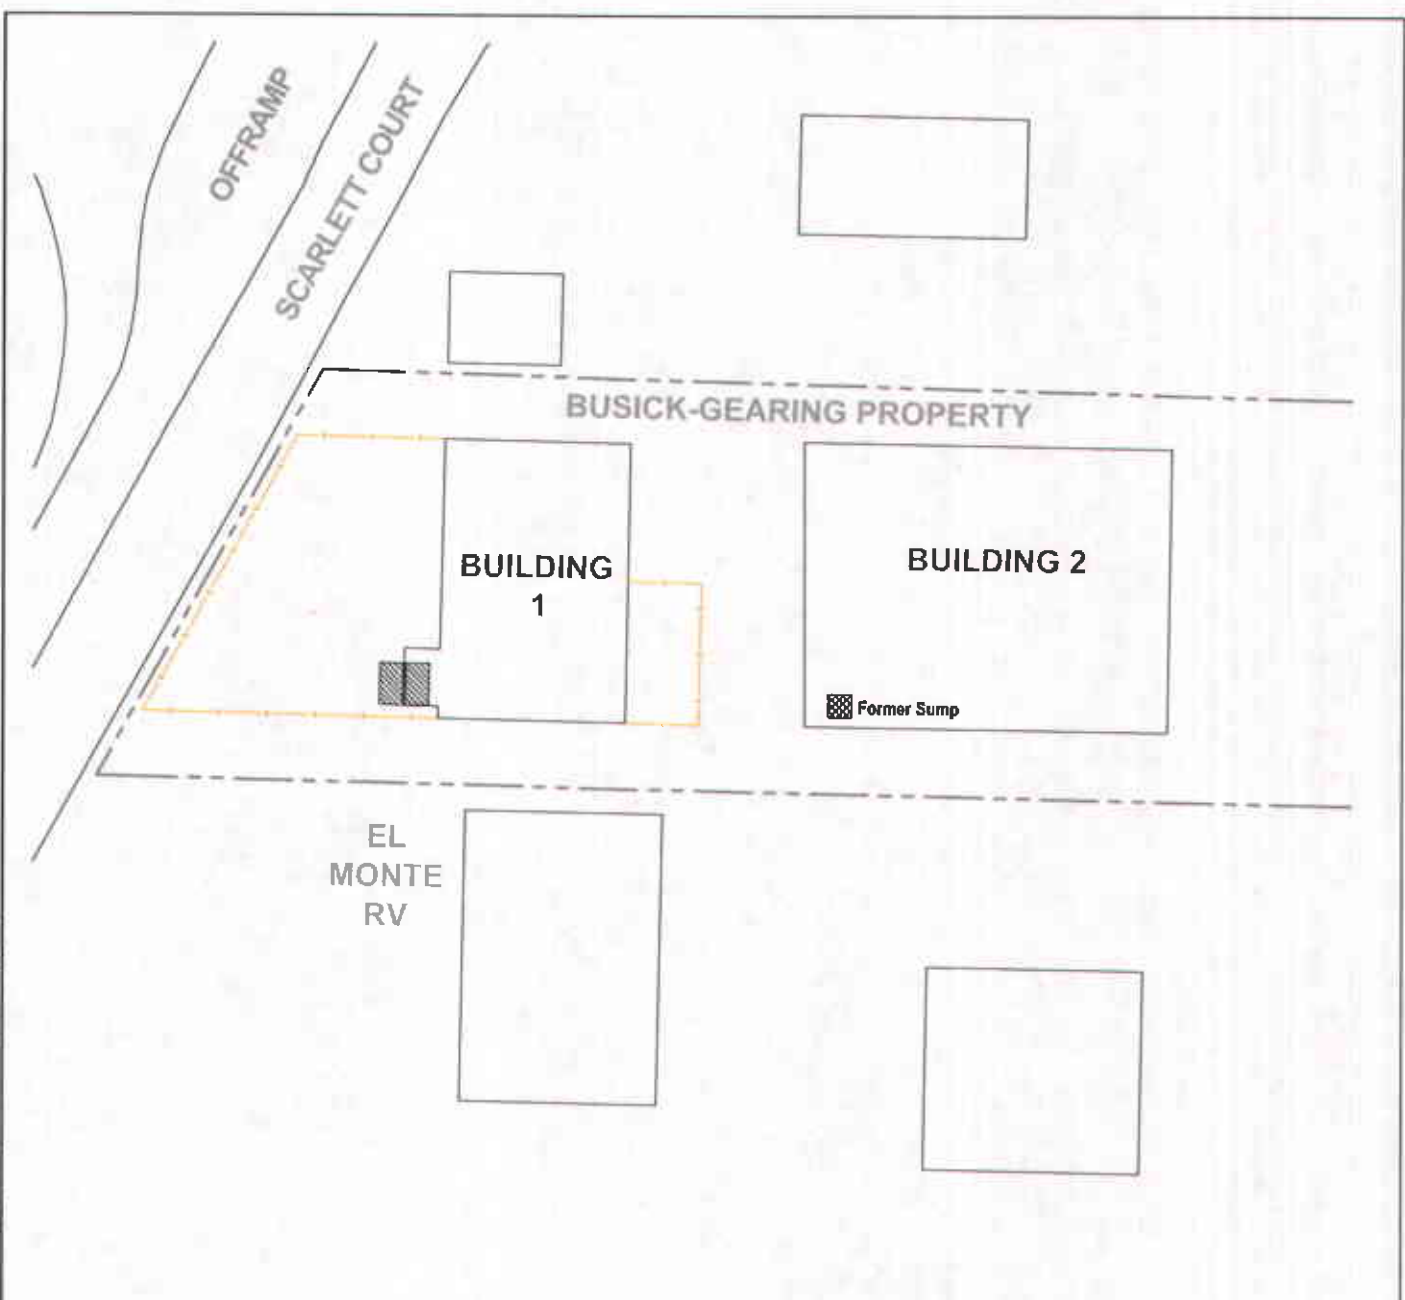 OFFRAMP
SCARLETT COURT
BUSICK-GEARING PROPERTY
BUILDING
1
BUILDING 2
Former Sump
EL
MONTE
RV